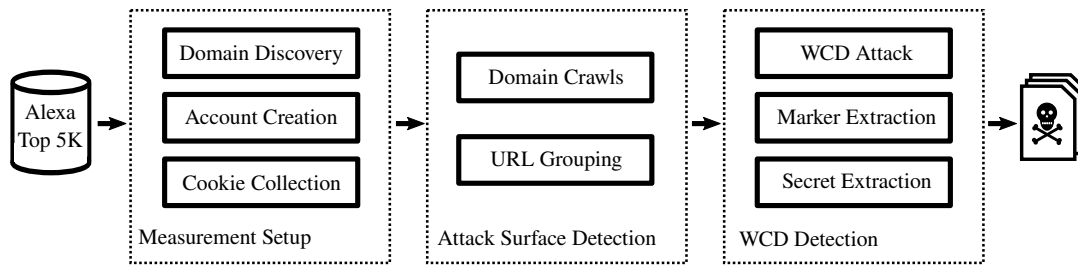 Alexa
Top 5K
Domain Discovery
Account Creation
Cookie Collection
Measurement Setup
Domain Crawls
URL Grouping
Attack Surface Detection
WCD Attack
Marker Extraction
Secret Extraction
WCD Detection